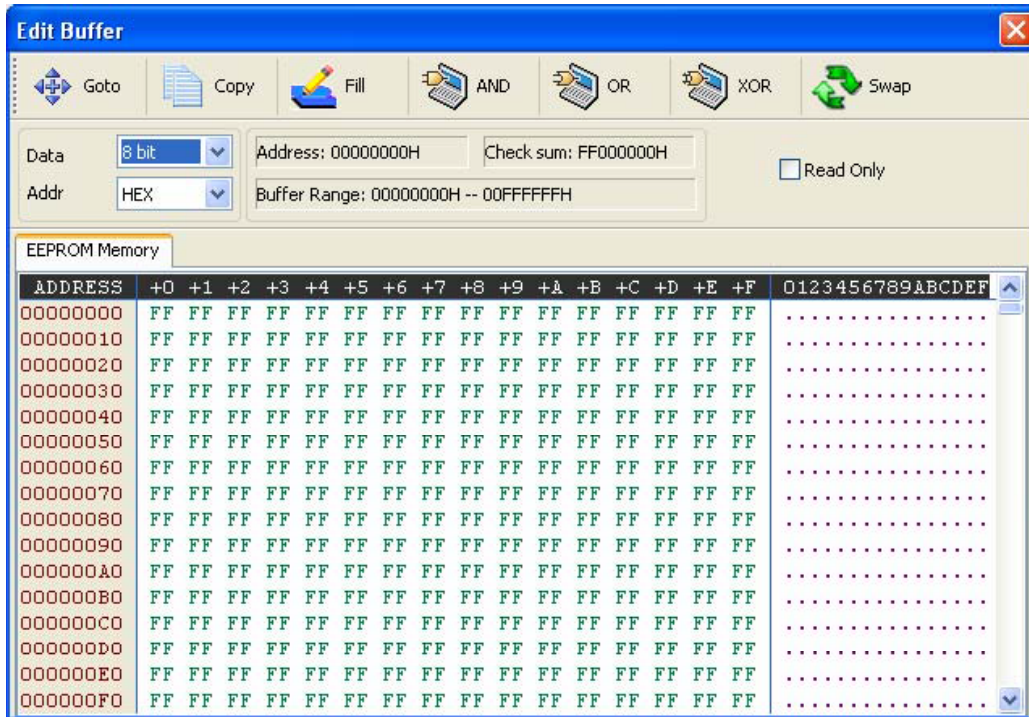 Edit Buffer
Goto Copy Fill AND OR XOR Swap
Data 8 bit Address: 00000000H Check sum: FF000000H Read Only
Addr HEX Buffer Range: 00000000H -- 00FFFFFFH
EEPROM Memory
ADDRESS +0 +1 +2 +3 +4 +5 +6 +7 +8 +9 +A +B +C +D +E +F 0123456789ABCDEF
00000000 FF FF FF FF FF FF FF FF FF FF FF FF FF FF FF FF ................
00000010 FF FF FF FF FF FF FF FF FF FF FF FF FF FF FF FF ................
00000020 FF FF FF FF FF FF FF FF FF FF FF FF FF FF FF FF ................
00000030 FF FF FF FF FF FF FF FF FF FF FF FF FF FF FF FF ................
00000040 FF FF FF FF FF FF FF FF FF FF FF FF FF FF FF FF ................
00000050 FF FF FF FF FF FF FF FF FF FF FF FF FF FF FF FF ................
00000060 FF FF FF FF FF FF FF FF FF FF FF FF FF FF FF FF ................
00000070 FF FF FF FF FF FF FF FF FF FF FF FF FF FF FF FF ................
00000080 FF FF FF FF FF FF FF FF FF FF FF FF FF FF FF FF ................
00000090 FF FF FF FF FF FF FF FF FF FF FF FF FF FF FF FF ................
000000A0 FF FF FF FF FF FF FF FF FF FF FF FF FF FF FF FF ................
000000B0 FF FF FF FF FF FF FF FF FF FF FF FF FF FF FF FF ................
000000C0 FF FF FF FF FF FF FF FF FF FF FF FF FF FF FF FF ................
000000D0 FF FF FF FF FF FF FF FF FF FF FF FF FF FF FF FF ................
000000E0 FF FF FF FF FF FF FF FF FF FF FF FF FF FF FF FF ................
000000F0 FF FF FF FF FF FF FF FF FF FF FF FF FF FF FF FF ................